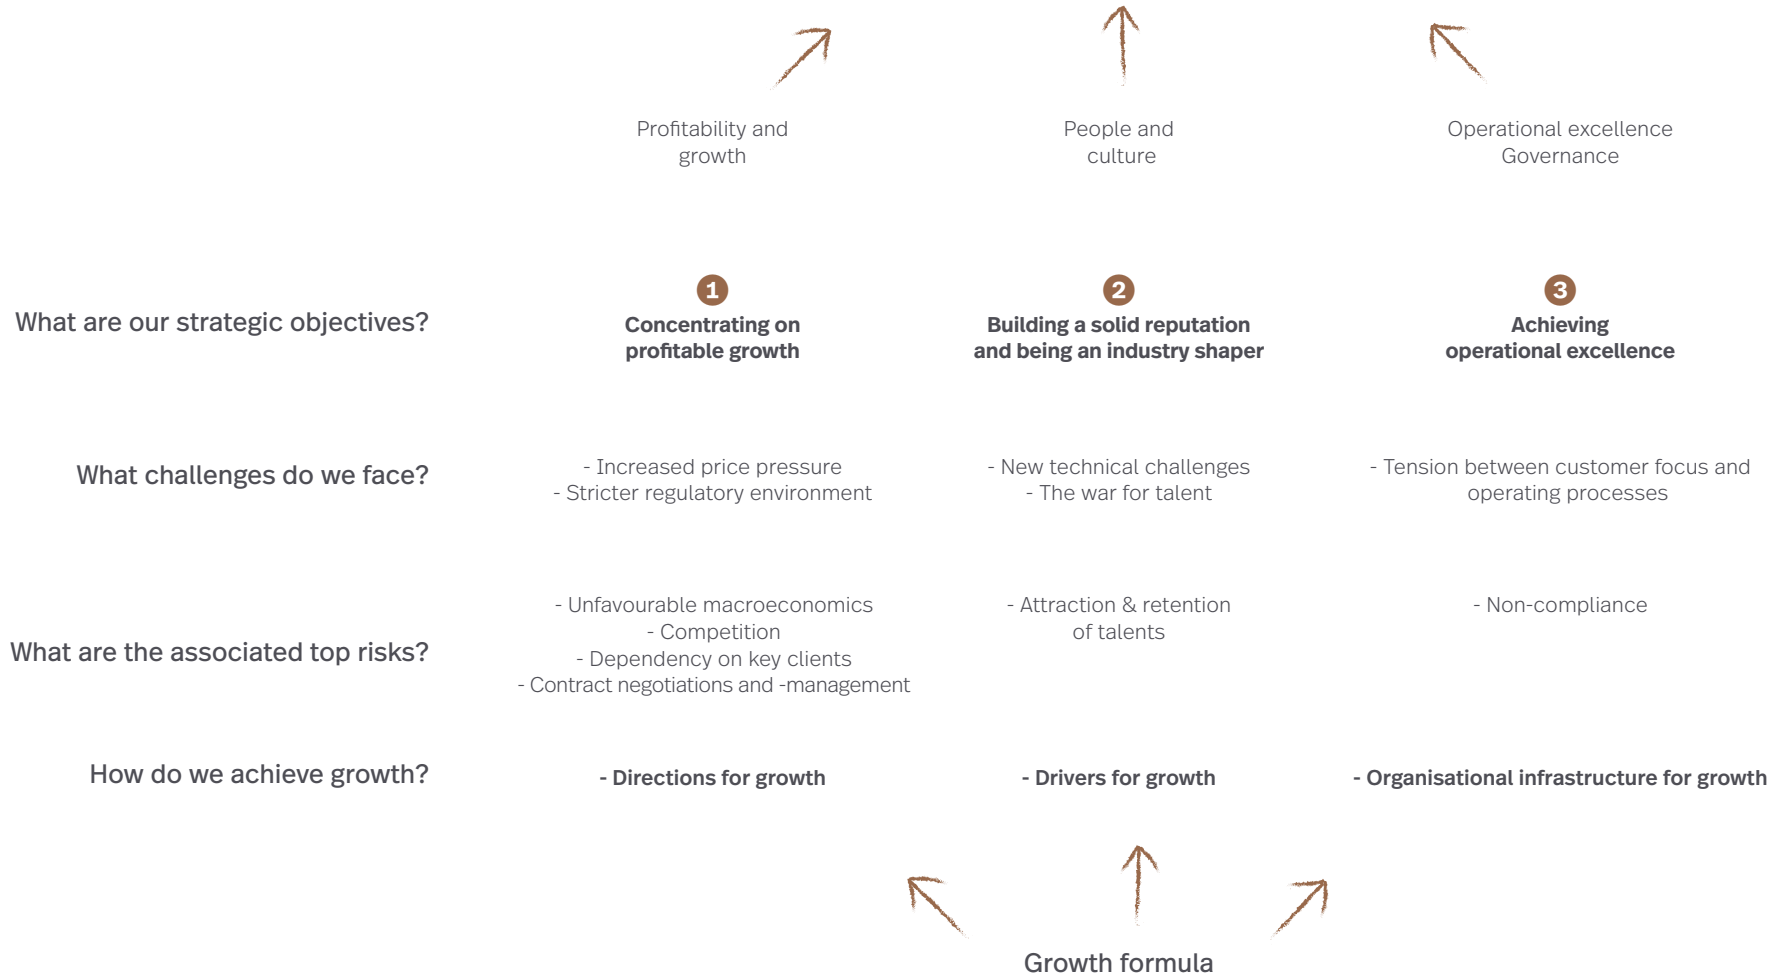 Profitability and
growth
People and
culture
Operational excellence
Governance
What are our strategic objectives?
1
Concentrating on
profitable growth
2
Building a solid reputation
and being an industry shaper
3
Achieving
operational excellence
What challenges do we face?
- Increased price pressure
- Stricter regulatory environment
- New technical challenges
- The war for talent
- Tension between customer focus and
operating processes
What are the associated top risks?
- Unfavourable macroeconomics
- Competition
- Dependency on key clients
- Contract negotiations and -management
- Attraction & retention
of talents
- Non-compliance
How do we achieve growth?
- Directions for growth
- Drivers for growth
- Organisational infrastructure for growth
Growth formula